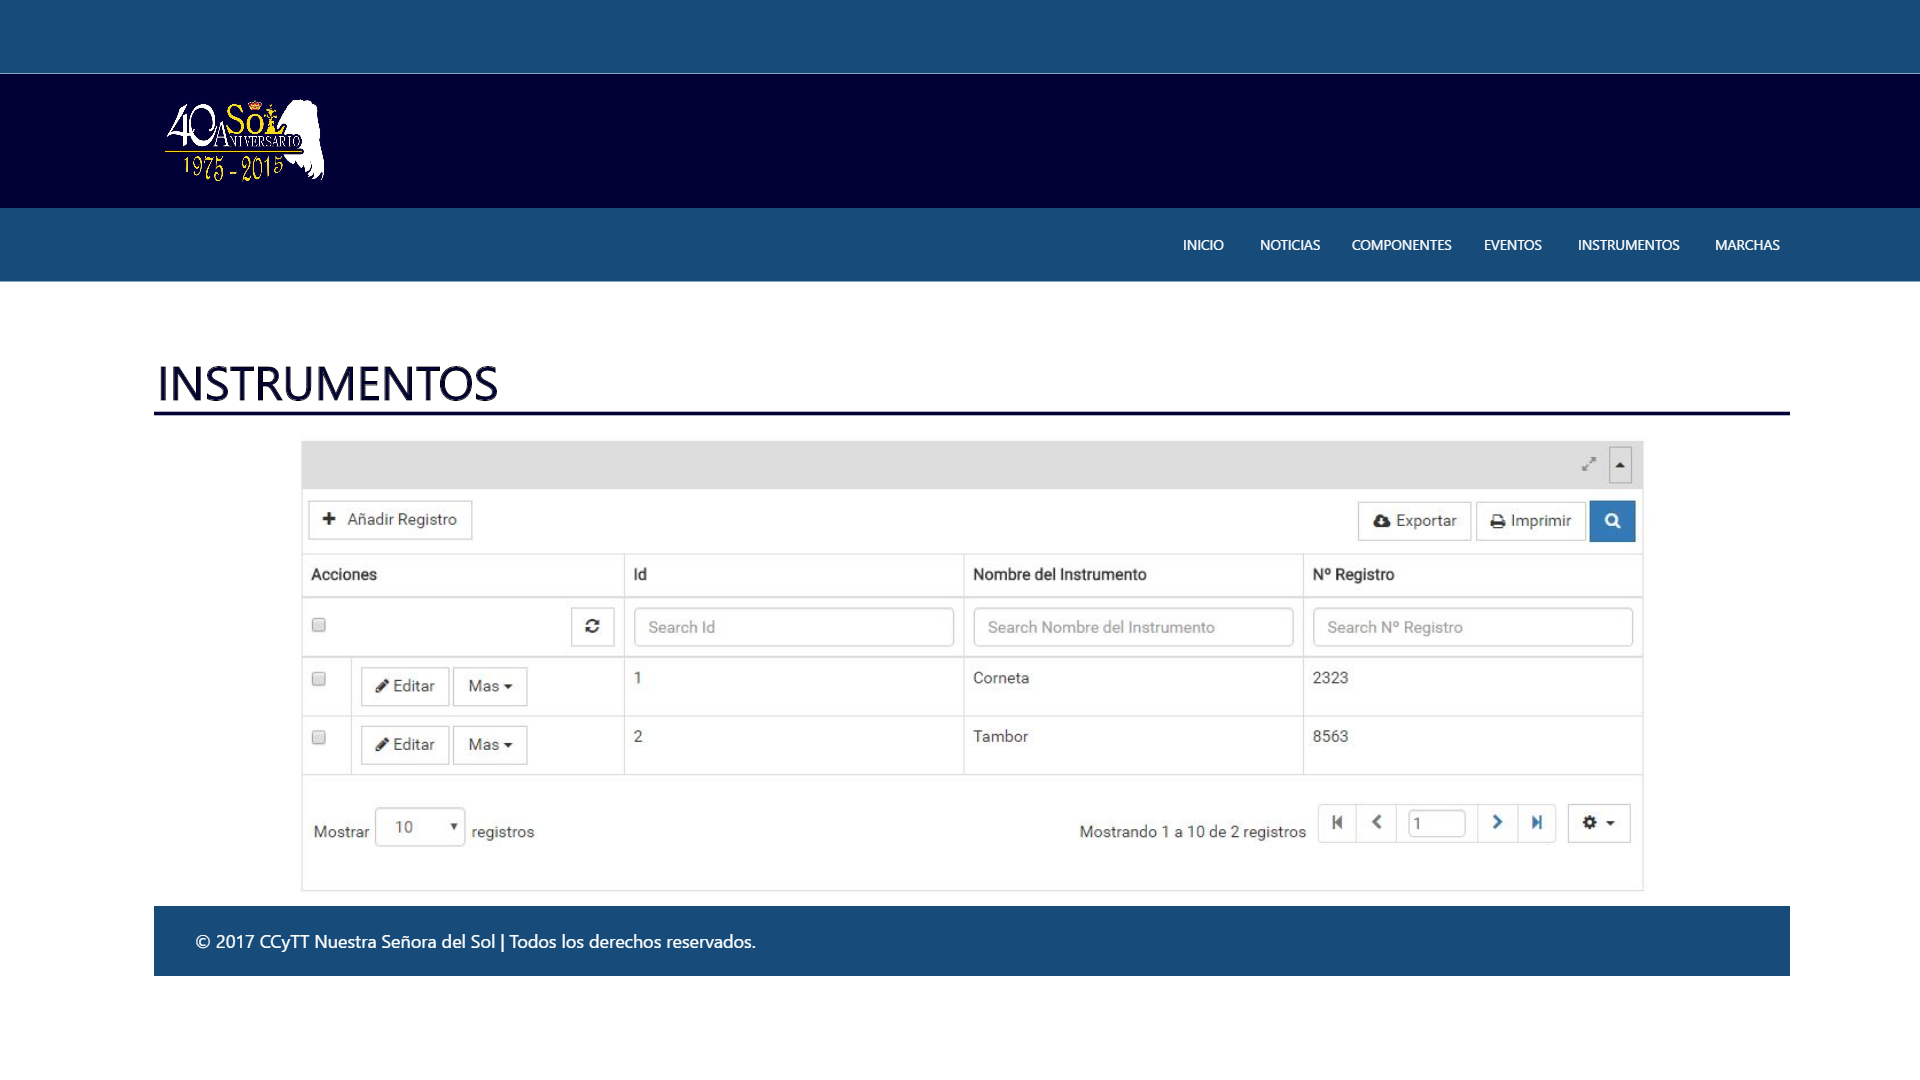 40 Sol
ANIVERSARIO
1975 - 2015
INICIO NOTICIAS COMPONENTES EVENTOS INSTRUMENTOS MARCHAS
INSTRUMENTOS
Añadir Registro Exportar Imprimir
Acciones Id Nombre del Instrumento Nº Registro
Search Id Search Nombre del Instrumento Search Nº Registro
Editar Mas 1 Corneta 2323
Editar Mas 2 Tambor 8563
Mostrar 10 registros Mostrando 1 a 10 de 2 registros 1
© 2017 CCyTT Nuestra Señora del Sol | Todos los derechos reservados.